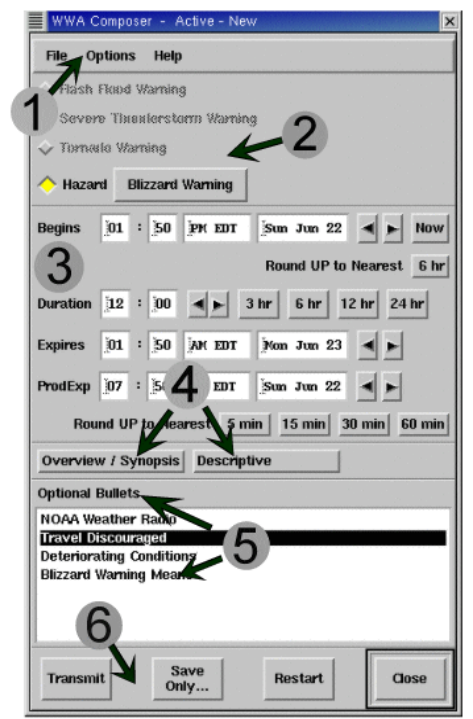 WWA Composer - Active - New
File Options Help
1
Flash Flood Warning
Severe Thunderstorm Warning
2
Tornado Warning
Hazard Blizzard Warning
Begins 01 : 50 PM EDT Sun Jun 22 Now
3
Round UP to Nearest 6 hr
Duration 12 : 00 3 hr 6 hr 12 hr 24 hr
Expires 01 : 50 AM EDT Mon Jun 23
ProdExp 07 : EDT Sun Jun 22
4
Round UP to Nearest 5 min 15 min 30 min 60 min
Overview / Synopsis Descriptive
Optional Bullets
NOAA Weather Radio
Travel Discouraged
Deteriorating Conditions
5
Blizzard Warning Means
6
Transmit Save Only... Restart Close